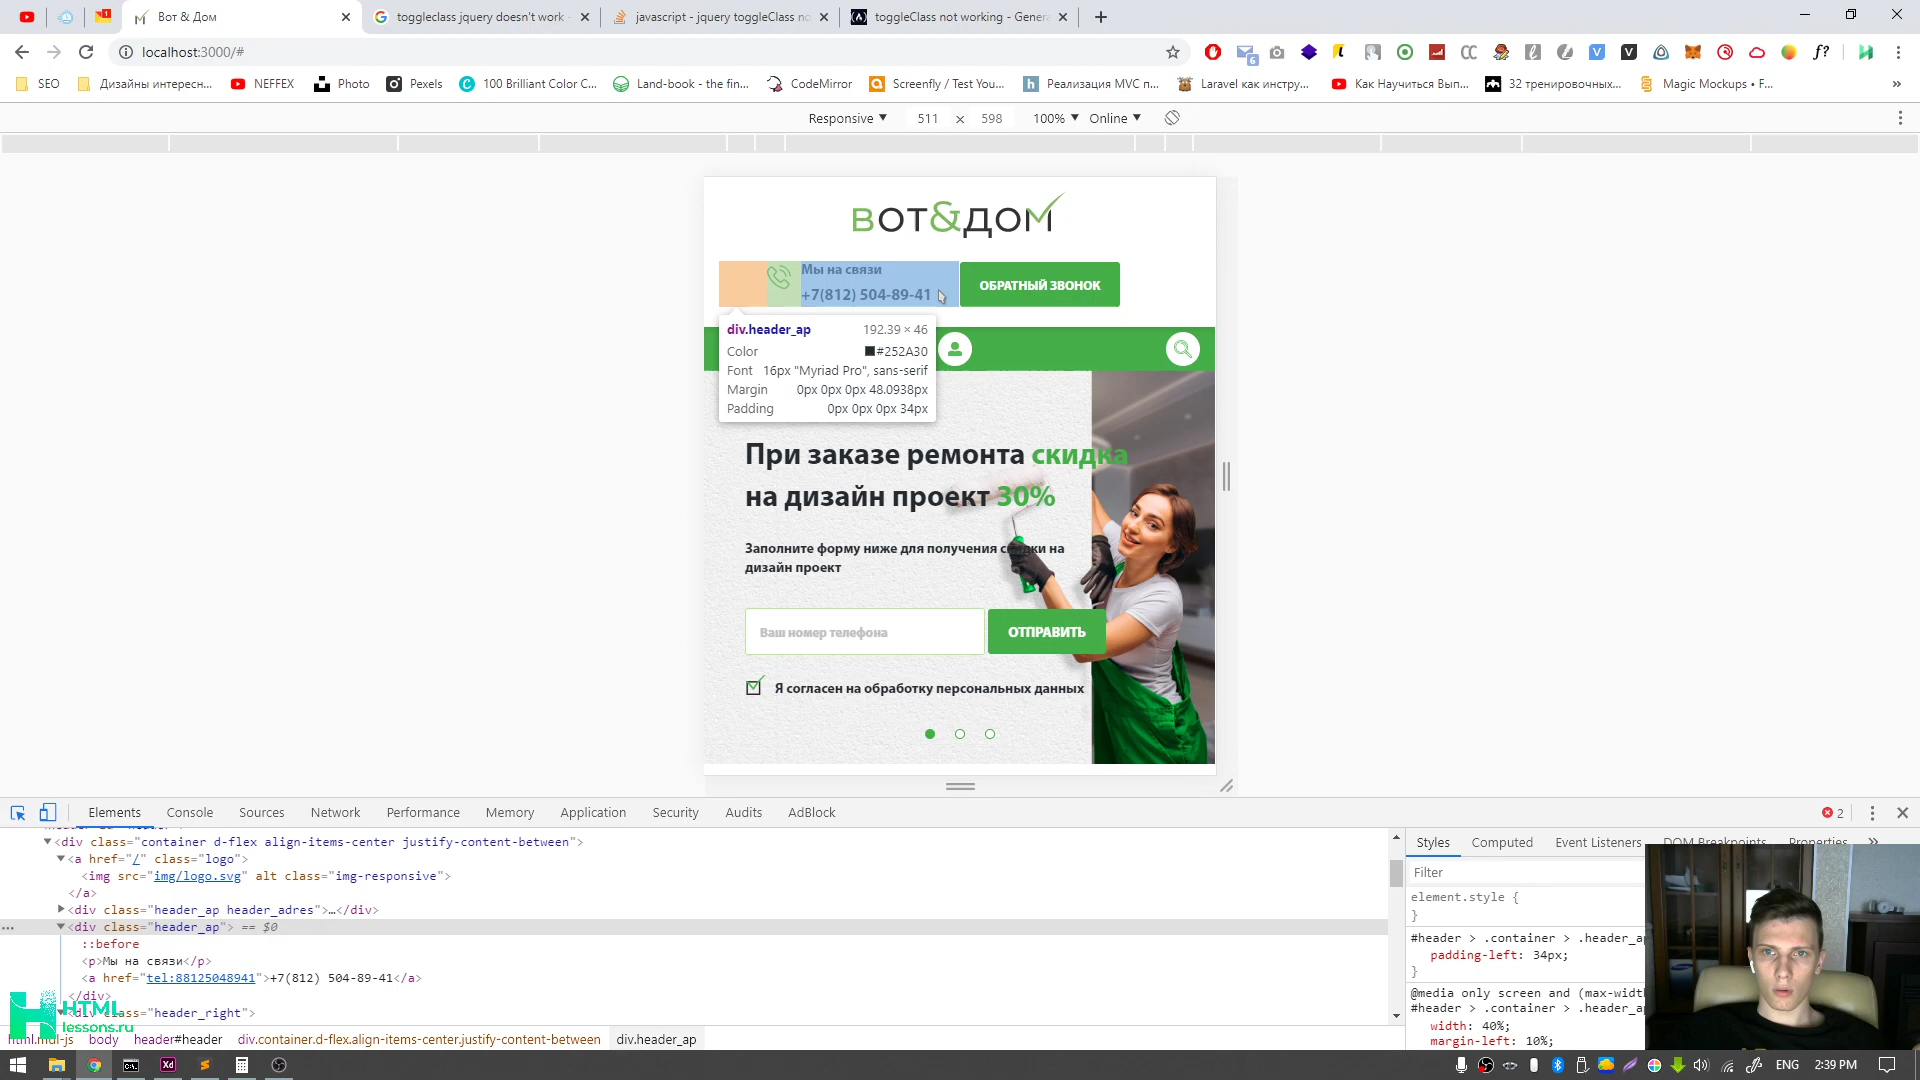 Вот & Дом
toggleclass jquery doesn't work -
javascript - jquery toggleClass no
toggleClass not working - Genera
localhost:3000/#
SEO
Дизайны интересн...
NEFFEX
Photo
Pexels
100 Brilliant Color C...
Land-book - the fin...
CodeMirror
Screenfly / Test You...
Реализация MVC п...
Laravel как инстру...
Как Научиться Вып...
32 тренировочных...
Magic Mockups • F...
»
Responsive ▼ 511 × 598 100% ▼ Online ▼
ВОТ&ДОМ
Мы на связи
+7(812) 504-89-41
ОБРАТНЫЙ ЗВОНОК
div.header_ap 192.39 × 46
Color #252A30
Font 16px "Myriad Pro", sans-serif
Margin 0px 0px 0px 48.0938px
Padding 0px 0px 0px 34px
При заказе ремонта скидка
на дизайн проект 30%
Заполните форму ниже для получения скидки на
дизайн проект
Ваш номер телефона
ОТПРАВИТЬ
Я согласен на обработку персональных данных
Elements Console Sources Network Performance Memory Application Security Audits AdBlock
2
<div class="container d-flex align-items-center justify-content-between">
<a href="/" class="logo">
<img src="img/logo.svg" alt class="img-responsive">
</a>
<div class="header_ap header_adres">…</div>
<div class="header_ap"> == $0
::before
<p>Мы на связи</p>
<a href="tel:88125048941">+7(812) 504-89-41</a>
</div>
<div class="header_right">
html.mdl-js body header#header div.container.d-flex.align-items-center.justify-content-between div.header_ap
Styles Computed Event Listeners DOM Breakpoints Properties »
Filter
element.style {
}
#header > .container > .header_ap
padding-left: 34px;
}
@media only screen and (max-widt
#header > .container > .header_ap
width: 40%;
margin-left: 10%;
HTML
lessons.ru
ENG
2:39 PM